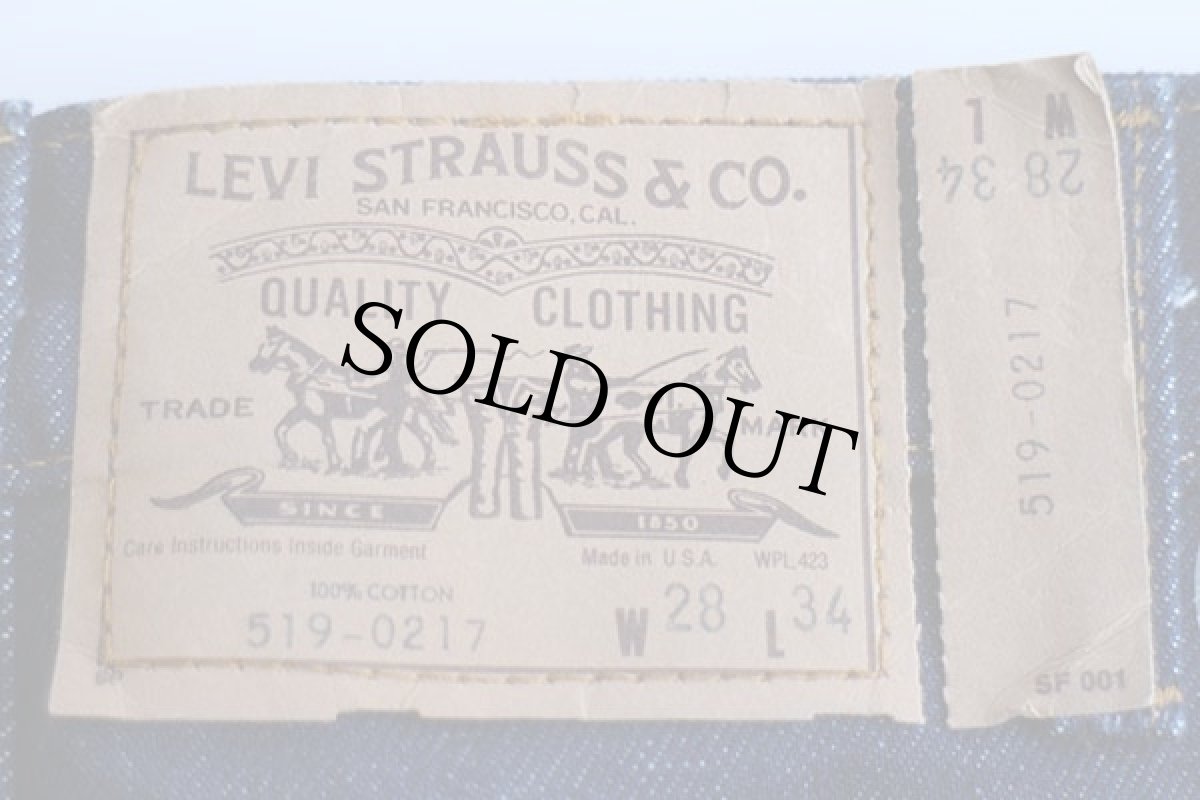 LEVI STRAUSS & CO.
SAN FRANCISCO, CAL.
QUALITY CLOTHING
TRADE MARK
SINCE 1850
Care Instructions Inside Garment
Made in U.S.A. WPL.423
100% COTTON
519-0217
W 28 L 34
W 28 L 34
519-0217
SF 001
SOLD OUT